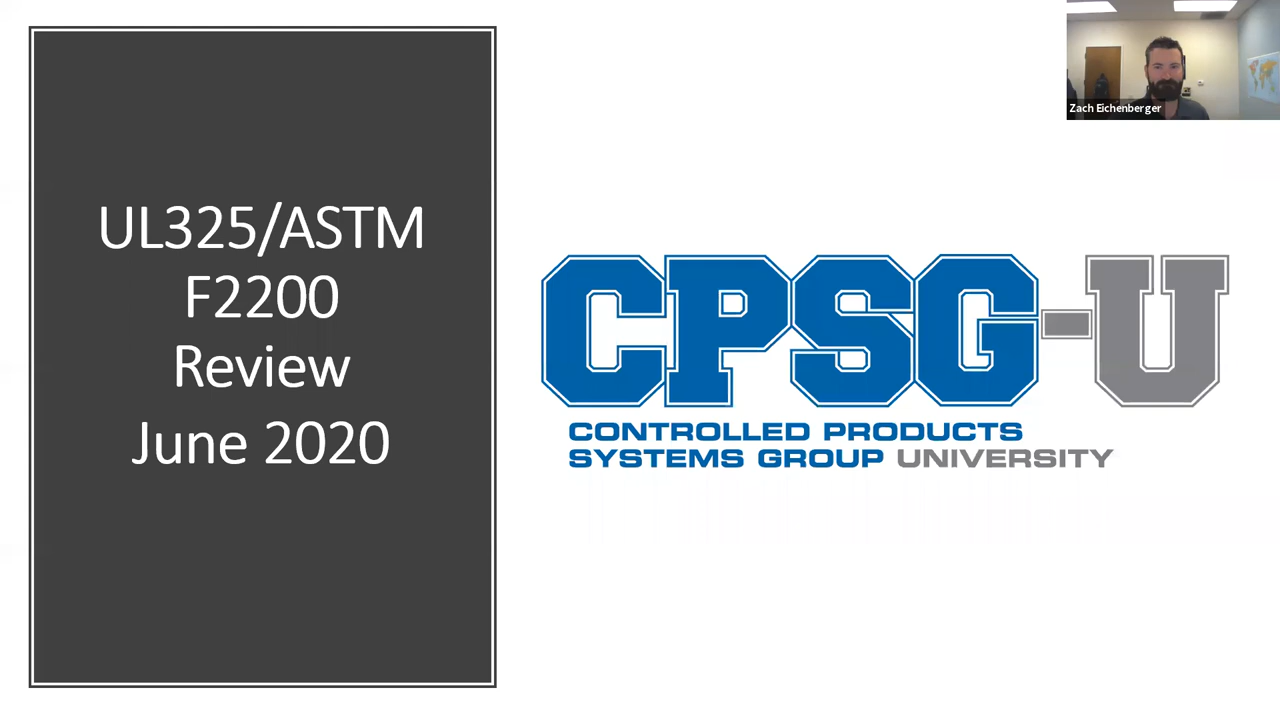 UL325/ASTM
F2200
Review
June 2020
CPSG-U
CONTROLLED PRODUCTS
SYSTEMS GROUP UNIVERSITY
Zach Eichenberger